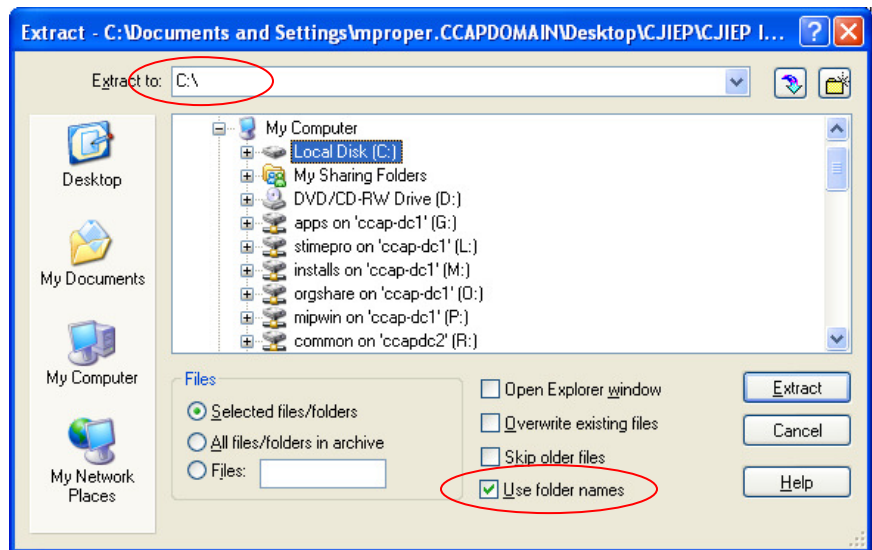 Extract - C:\Documents and Settings\mproper.CCAPDOMAIN\Desktop\CJIEP\CJIEP I...
Extract to: C:\
Desktop
My Documents
My Computer
My Network
Places
My Computer
Local Disk (C:)
My Sharing Folders
DVD/CD-RW Drive (D:)
apps on 'ccap-dc1' (G:)
stimepro on 'ccap-dc1' (L:)
installs on 'ccap-dc1' (M:)
orgshare on 'ccap-dc1' (O:)
mipwin on 'ccap-dc1' (P:)
common on 'ccapdc2' (R:)
Files
Selected files/folders
All files/folders in archive
Files:
Open Explorer window
Overwrite existing files
Skip older files
Use folder names
Extract
Cancel
Help